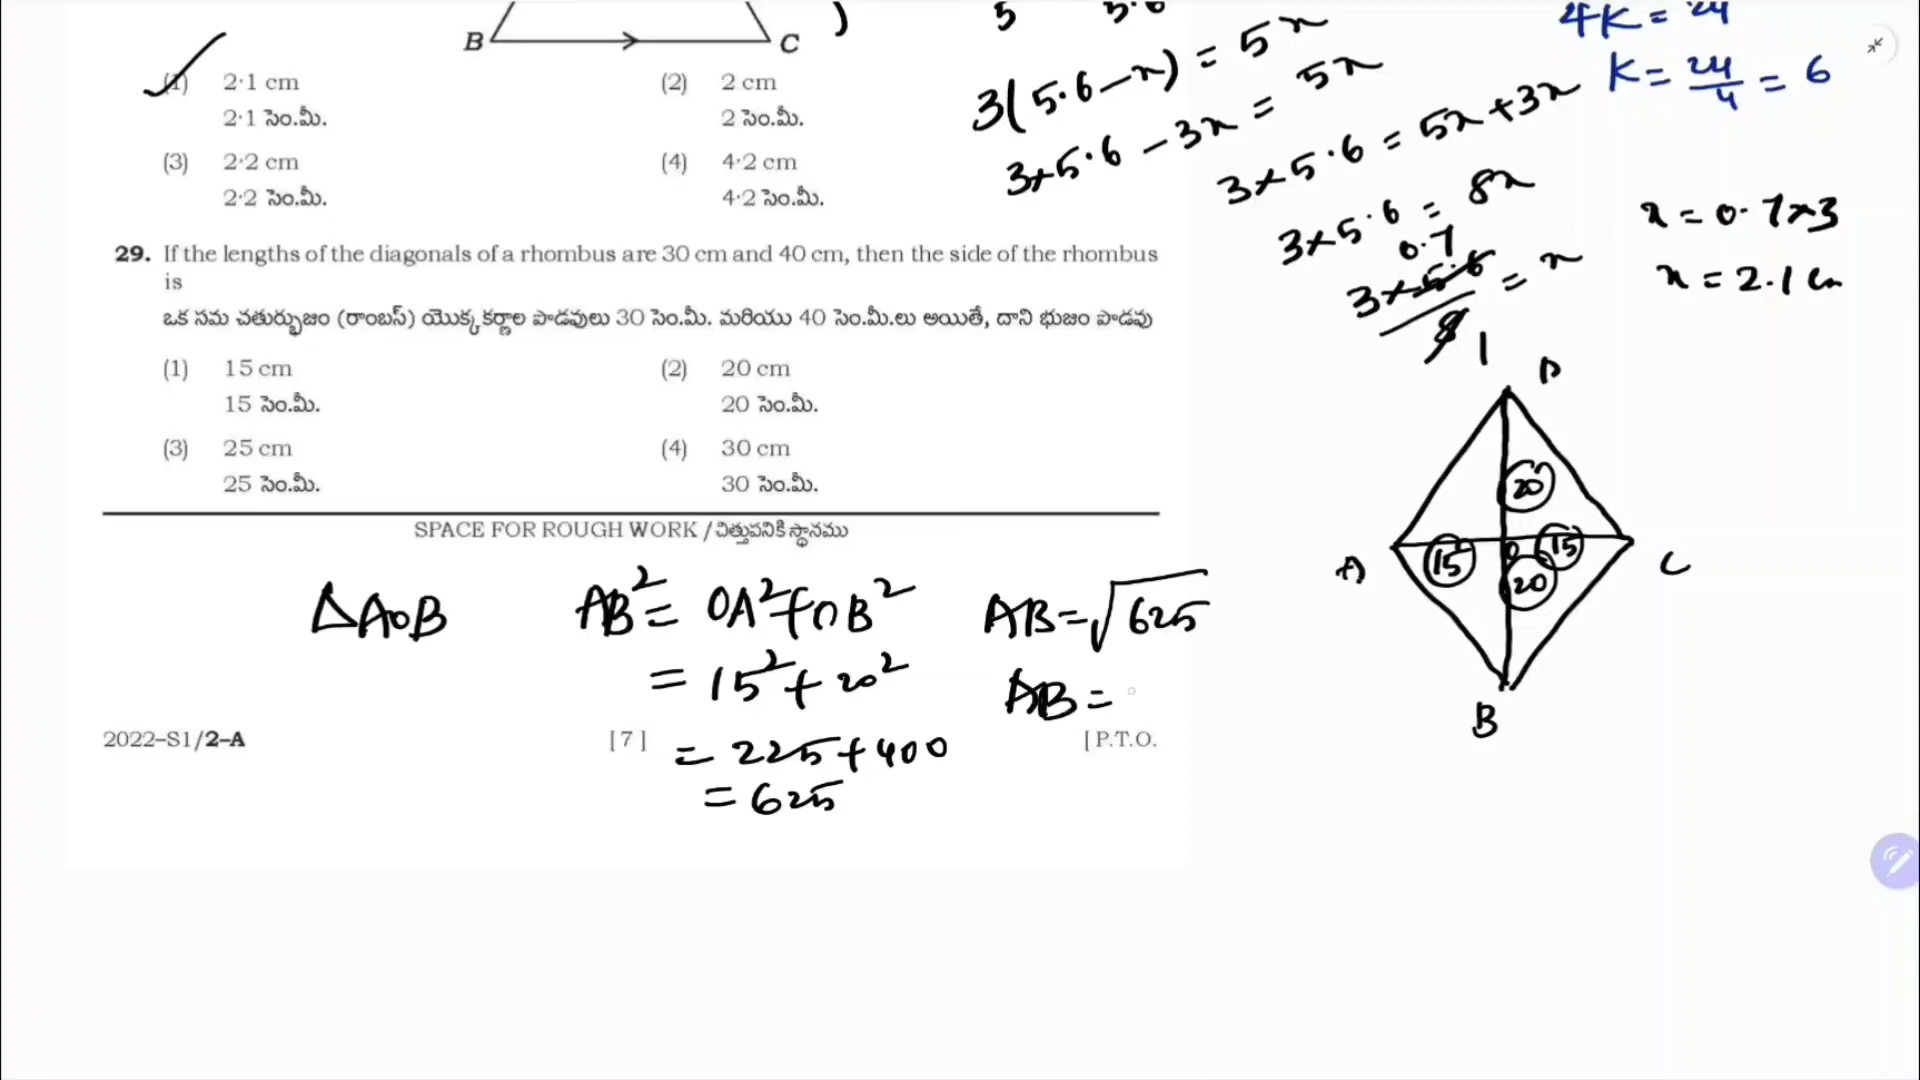 B C )
(1) 2·1 cm (2) 2 cm
2·1 సెం.మీ. 2 సెం.మీ.
(3) 2·2 cm (4) 4·2 cm
2·2 సెం.మీ. 4·2 సెం.మీ.
29. If the lengths of the diagonals of a rhombus are 30 cm and 40 cm, then the side of the rhombus
is
ఒక సమ చతుర్భుజం (రాంబస్) యొక్క కర్ణాల పొడవులు 30 సెం.మీ. మరియు 40 సెం.మీ.లు అయితే, దాని భుజం పొడవు
(1) 15 cm (2) 20 cm
15 సెం.మీ. 20 సెం.మీ.
(3) 25 cm (4) 30 cm
25 సెం.మీ. 30 సెం.మీ.
SPACE FOR ROUGH WORK / చిత్తుపనికి స్థానము
2022–S1/2–A [ 7 ] [ P.T.O.
5 5.6
3(5.6-x) = 5x
3×5.6 - 3x = 5x
3×5.6 = 5x+3x
3×5.6 = 8x
0.7
3×5.6 = x
8 1
4K = 24
K = 24/4 = 6
x = 0.7×3
x = 2.1 cm
D
20
A 15 O 15 C
20
B
ΔAOB
AB² = OA²+OB²
= 15²+20²
= 225+400
= 625
AB=√625
AB=